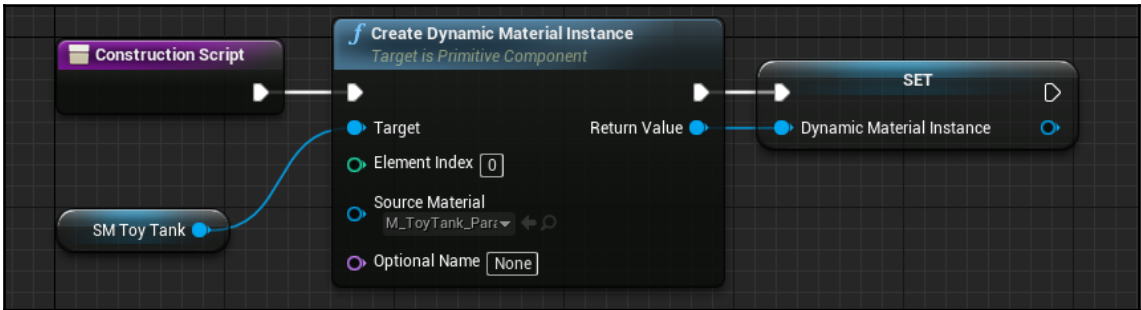 Construction Script
f Create Dynamic Material Instance
Target is Primitive Component
SET
Target
Return Value
Dynamic Material Instance
Element Index 0
Source Material
M_ToyTank_Para
SM Toy Tank
Optional Name None